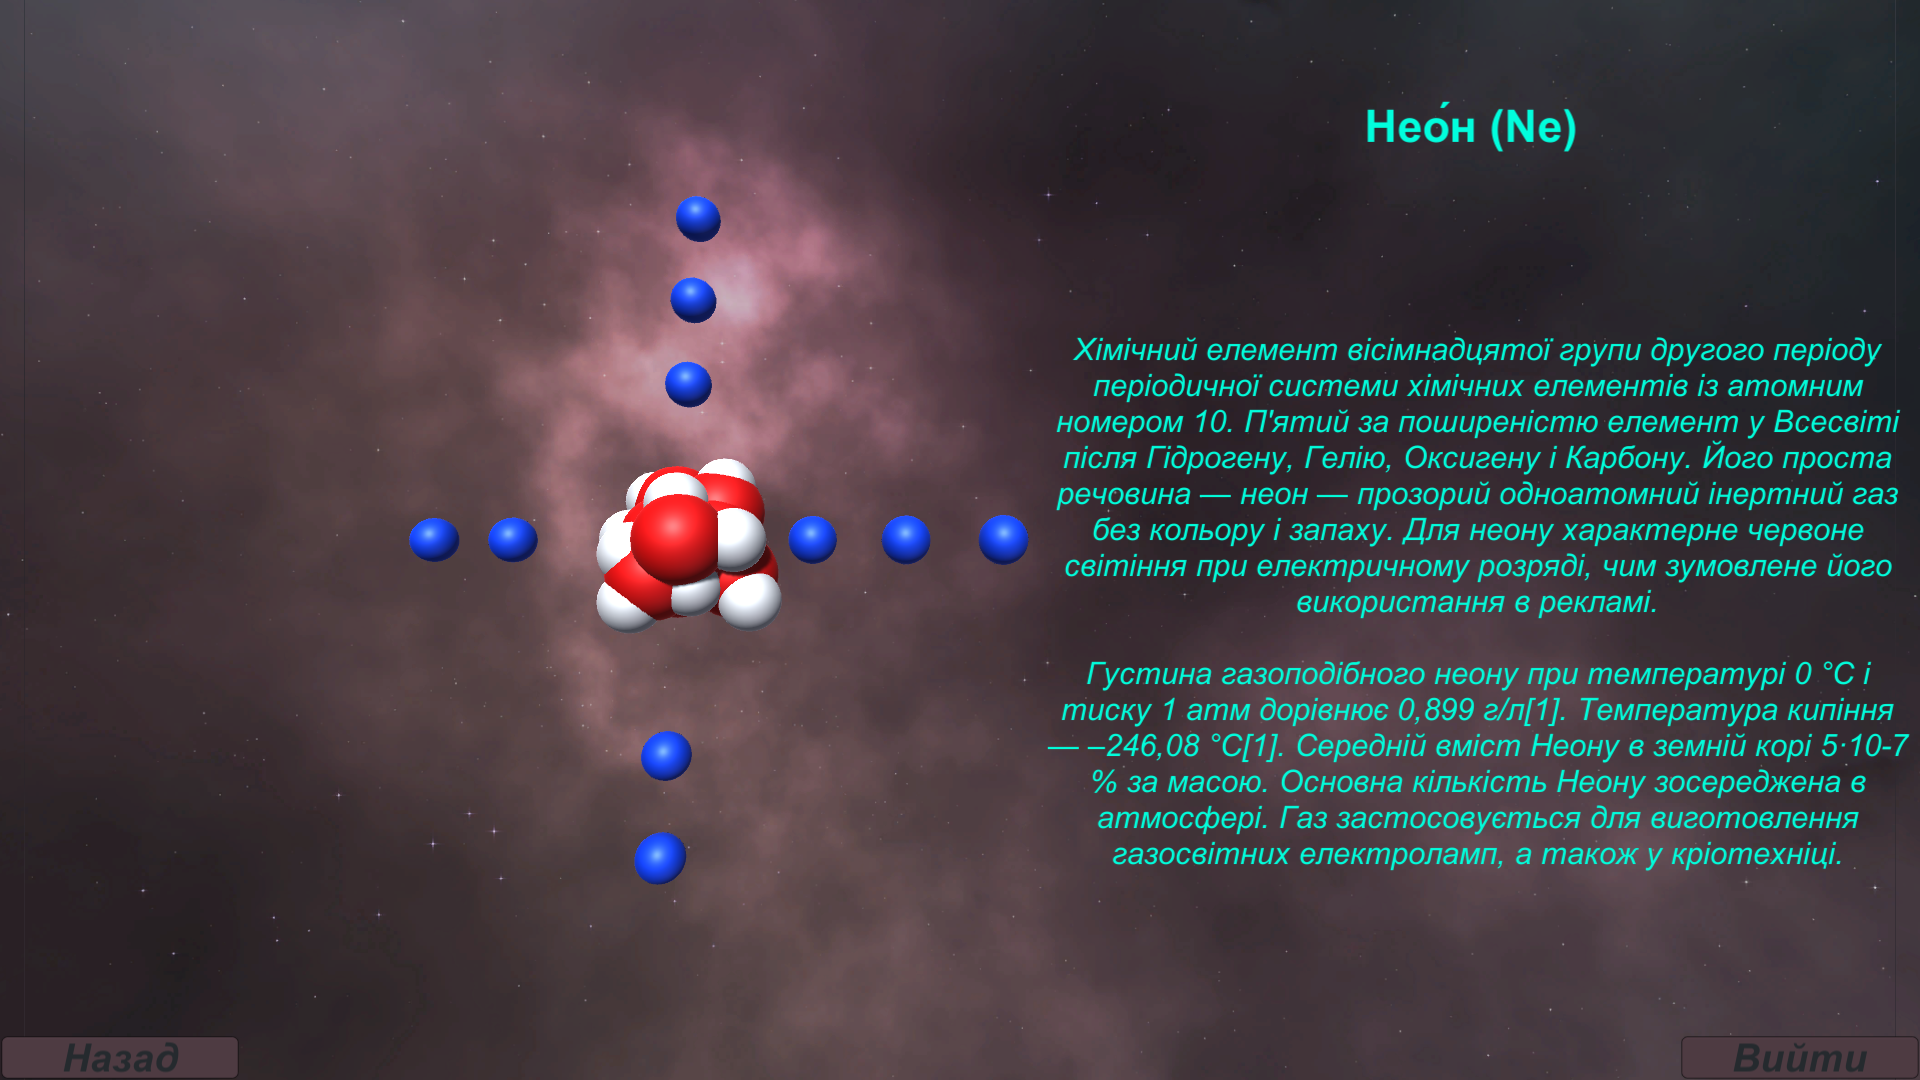 Нео́н (Ne)
Хімічний елемент вісімнадцятої групи другого періоду
періодичної системи хімічних елементів із атомним
номером 10. П'ятий за поширеністю елемент у Всесвіті
після Гідрогену, Гелію, Оксигену і Карбону. Його проста
речовина — неон — прозорий одноатомний інертний газ
без кольору і запаху. Для неону характерне червоне
світіння при електричному розряді, чим зумовлене його
використання в рекламі.
Густина газоподібного неону при температурі 0 °C і
тиску 1 атм дорівнює 0,899 г/л[1]. Температура кипіння
— –246,08 °C[1]. Середній вміст Неону в земній корі 5·10-7
% за масою. Основна кількість Неону зосереджена в
атмосфері. Газ застосовується для виготовлення
газосвітних електроламп, а також у кріотехніці.
Назад
Вийти